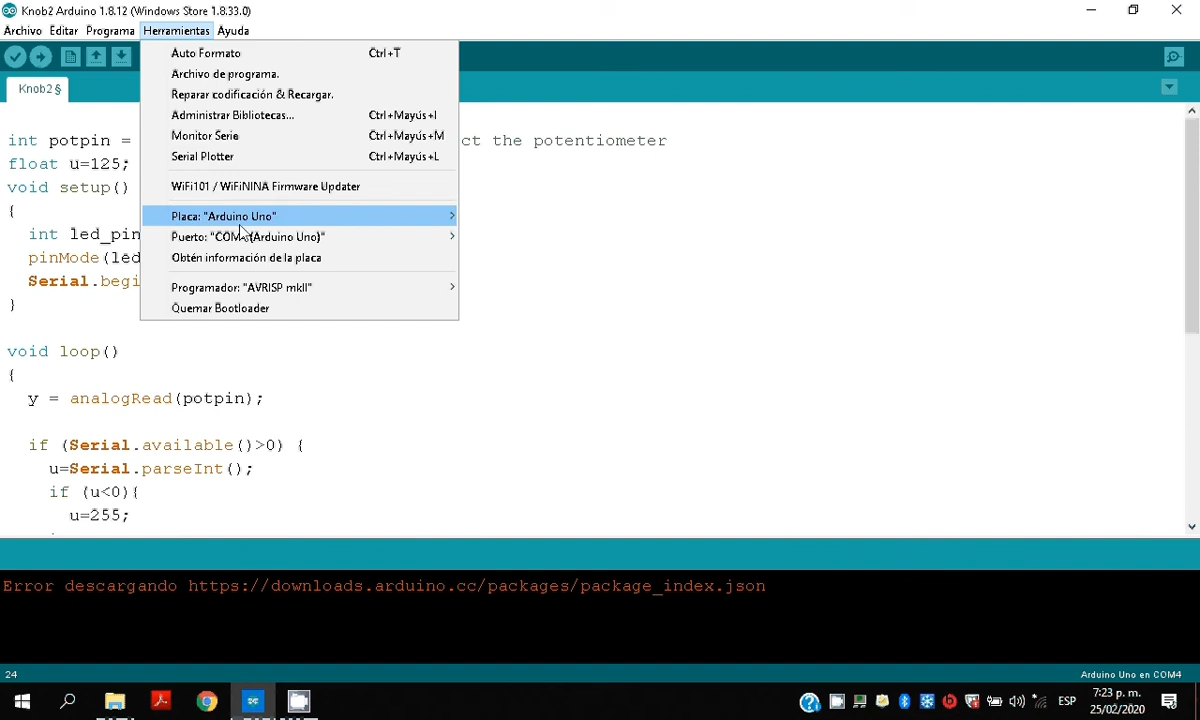 Knob2 Arduino 1.8.12 (Windows Store 1.8.33.0)
Archivo Editar Programa Herramientas Ayuda
Knob2 §
Auto Formato Ctrl+T
Archivo de programa.
Reparar codificación & Recargar.
Administrar Bibliotecas... Ctrl+Mayús+I
Monitor Serie Ctrl+Mayús+M
Serial Plotter Ctrl+Mayús+L
WiFi101 / WiFiNINA Firmware Updater
Placa: "Arduino Uno"
Puerto: "COM (Arduino Uno)"
Obtén información de la placa
Programador: "AVRISP mkII"
Quemar Bootloader
int potpin = ct the potentiometer
float u=125;
void setup()
{
int led_pin
pinMode(led
Serial.begi
}
void loop()
{
y = analogRead(potpin);
if (Serial.available()>0) {
u=Serial.parseInt();
if (u<0){
u=255;
Error descargando https://downloads.arduino.cc/packages/package_index.json
24 Arduino Uno en COM4
ESP
7:23 p. m.
25/02/2020